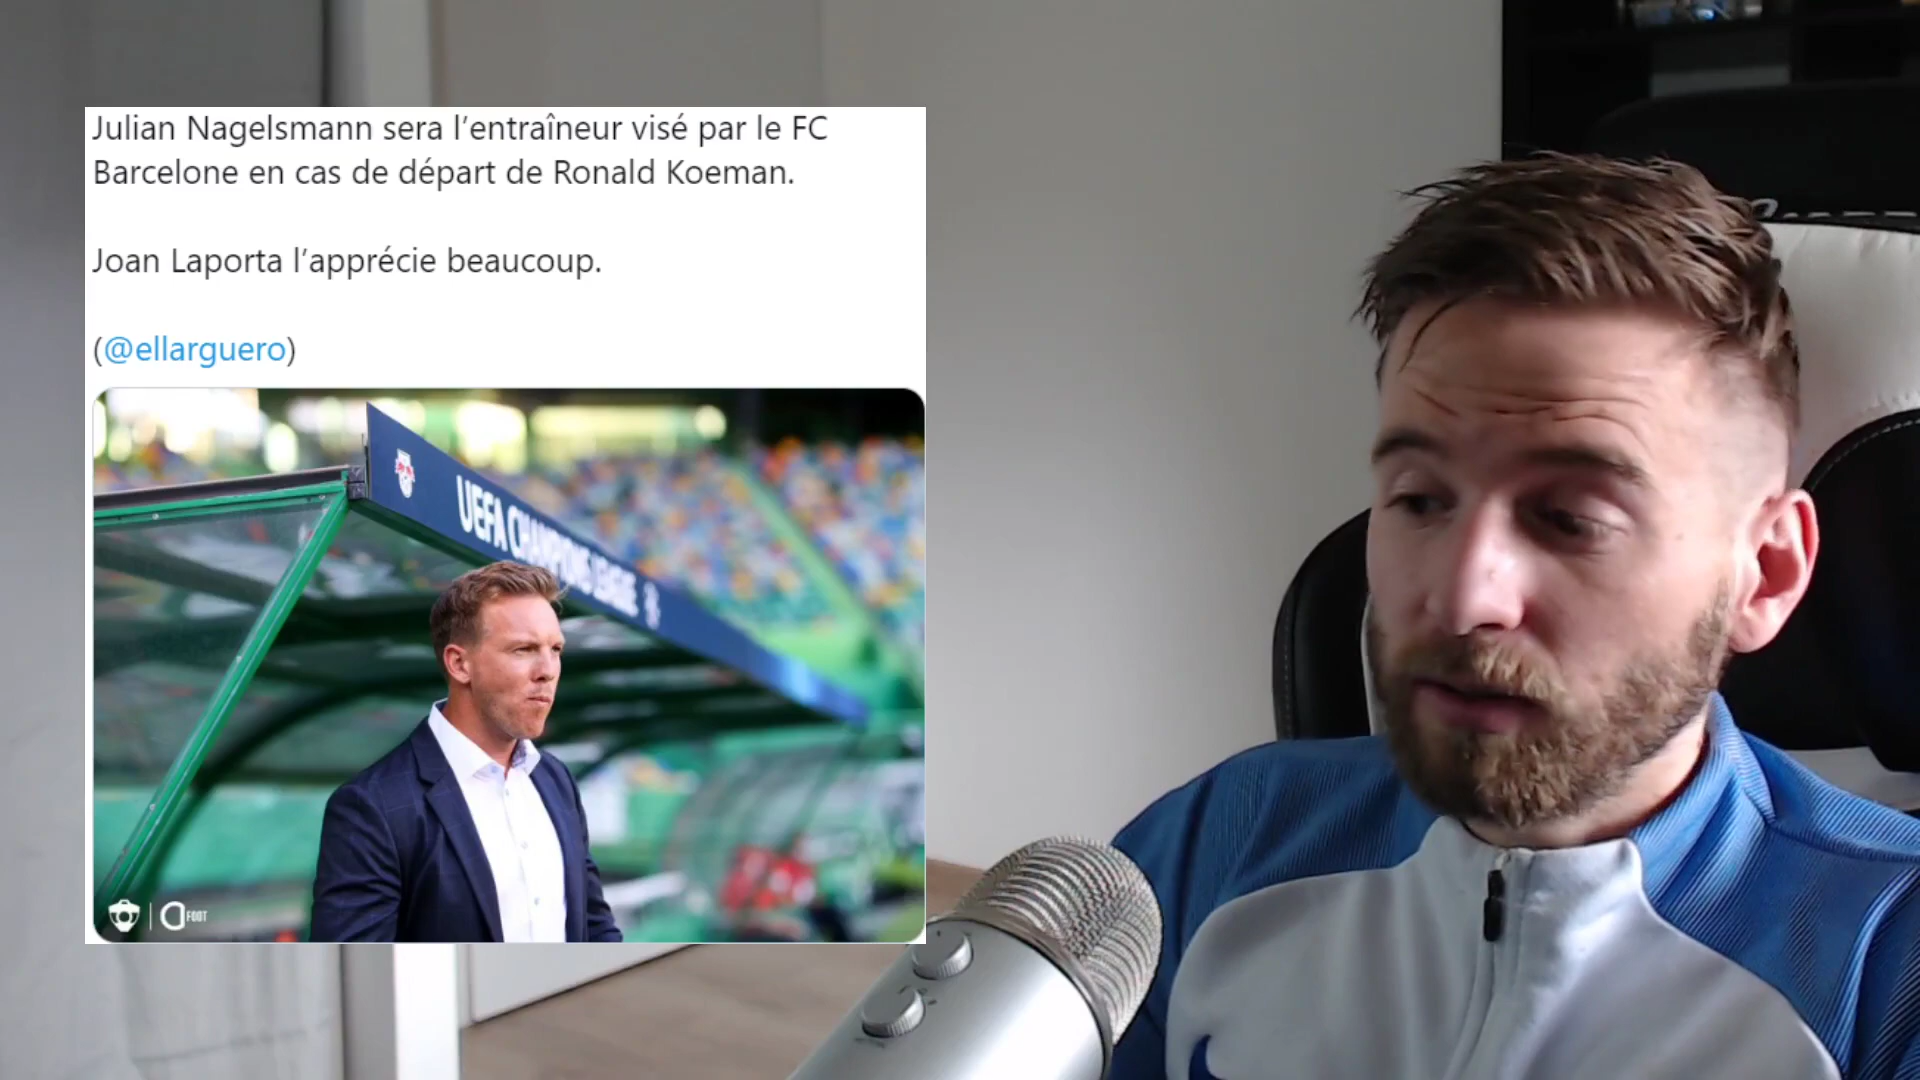 Julian Nagelsmann sera l’entraîneur visé par le FC
Barcelone en cas de départ de Ronald Koeman.
Joan Laporta l’apprécie beaucoup.
(@ellarguero)
UEFA CHAMPIONS LEAGUE
FOOT